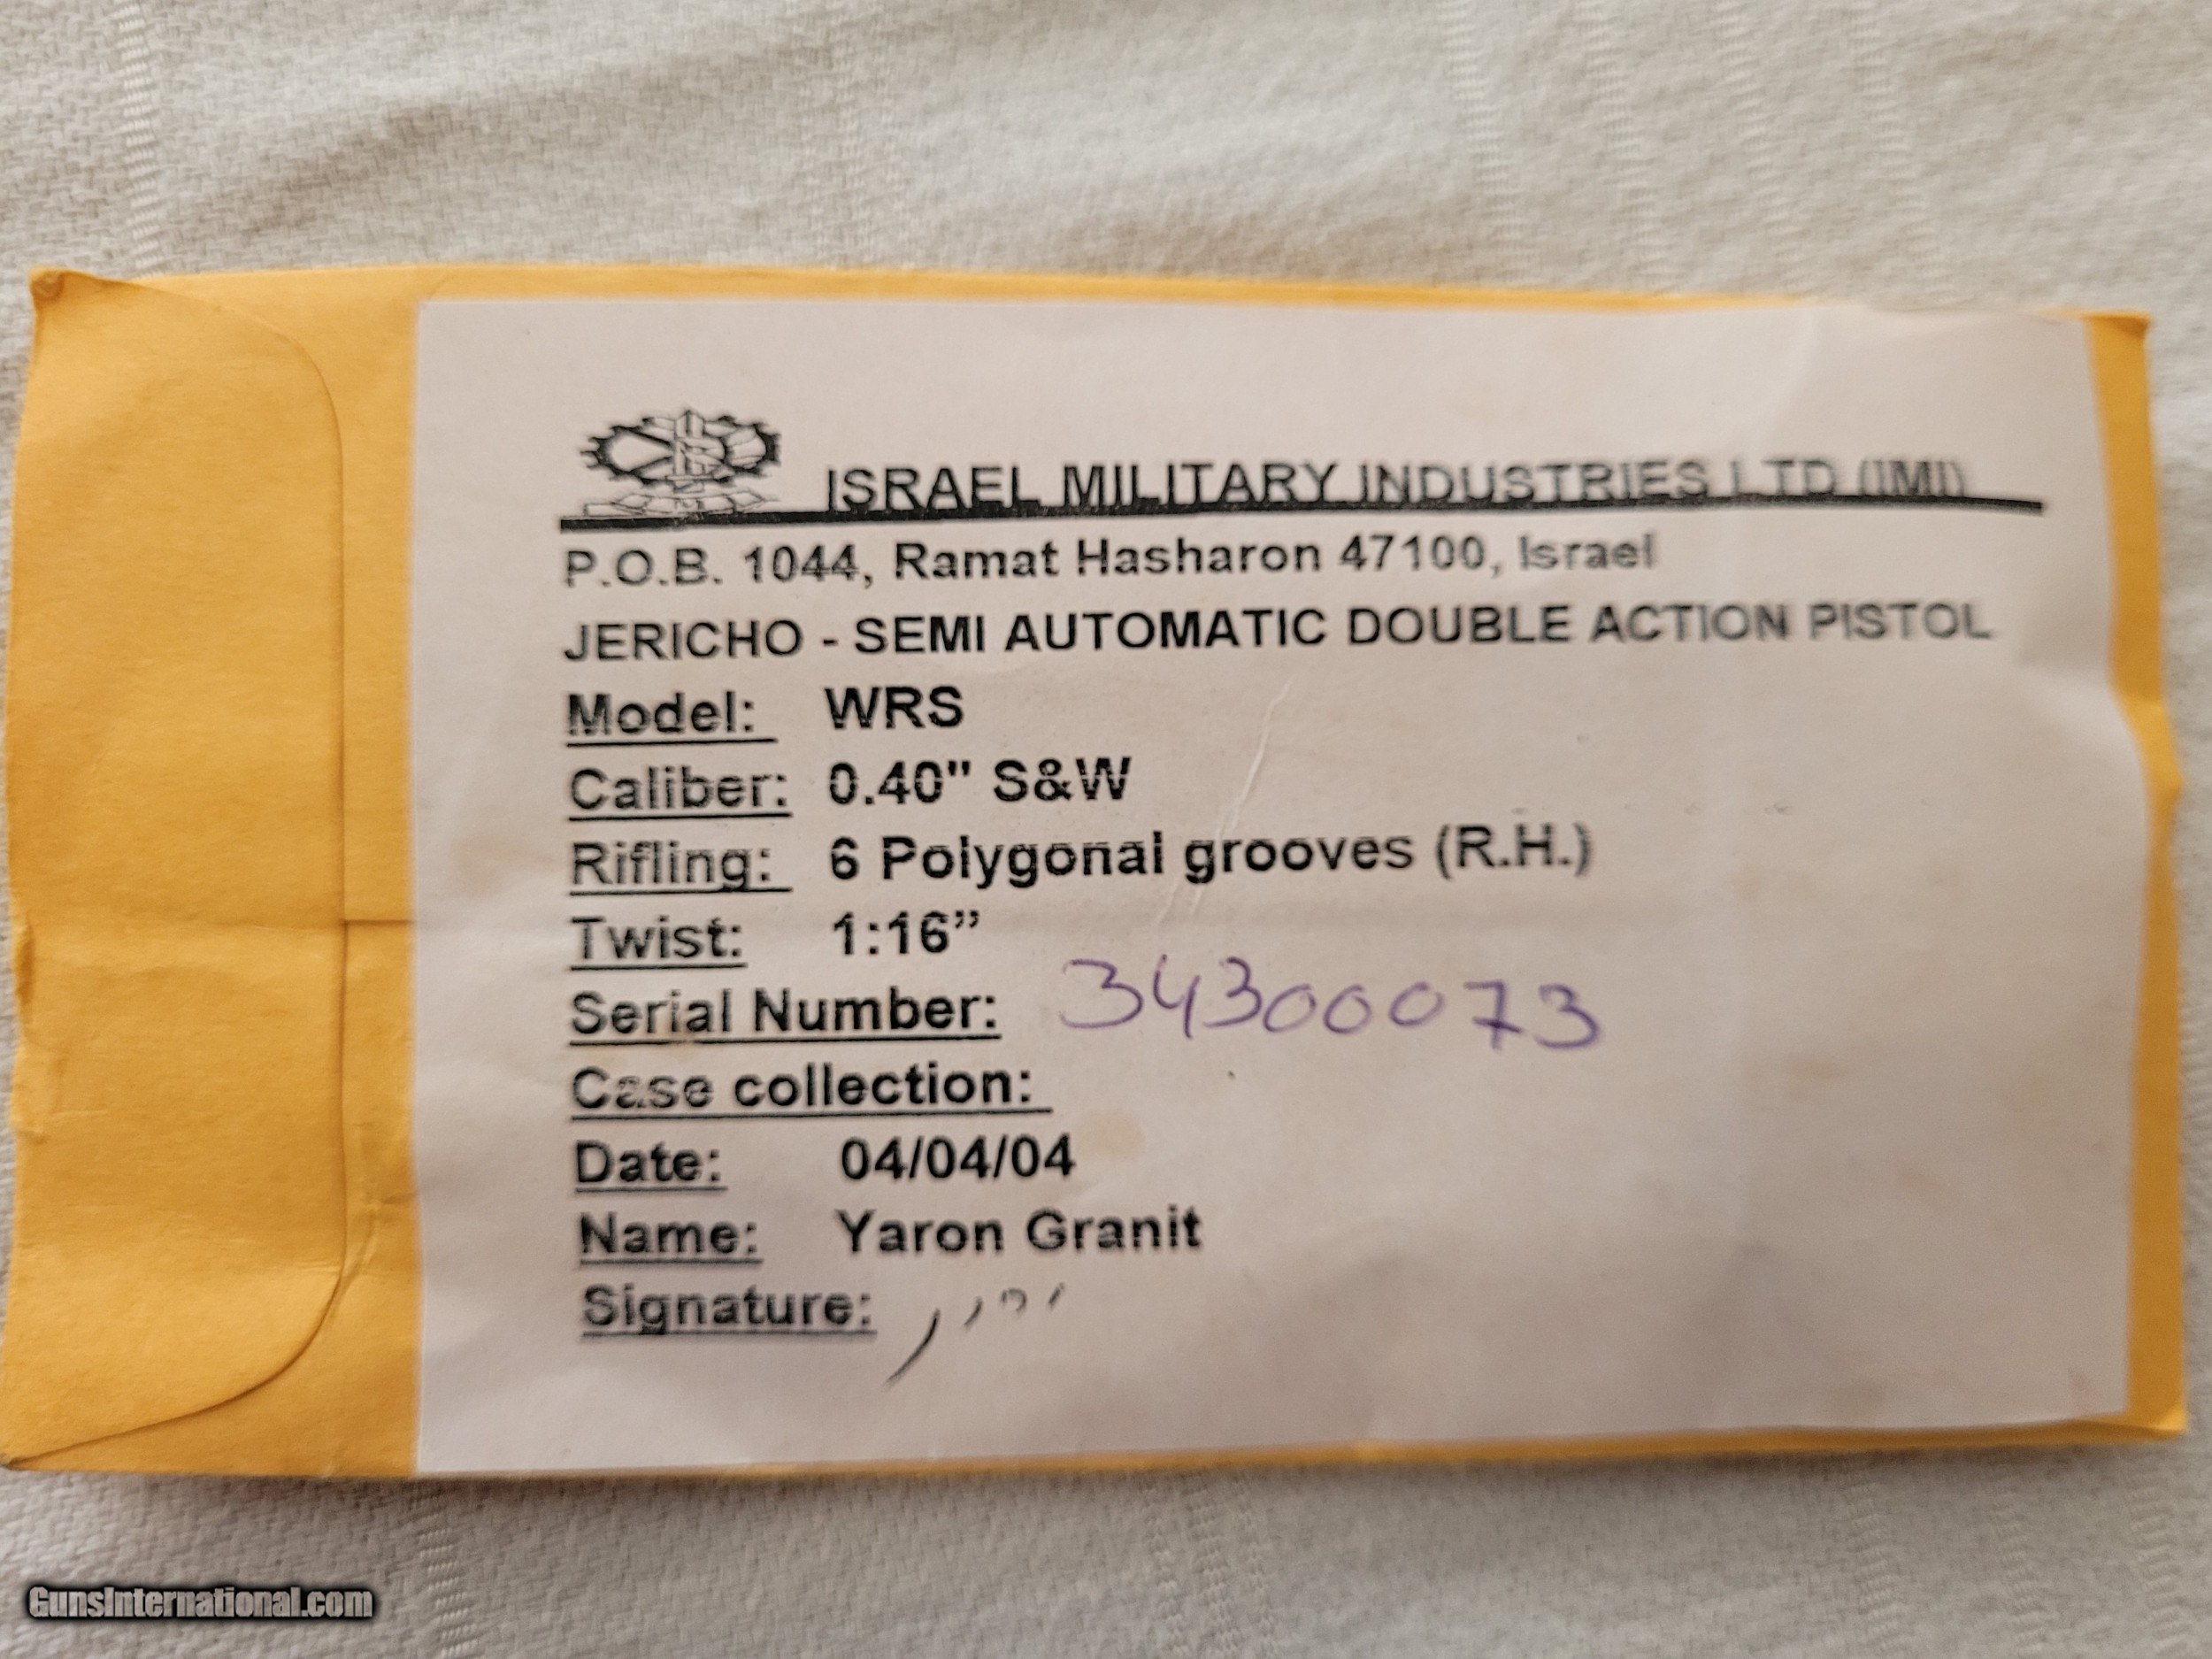 ISRAEL MILITARY INDUSTRIES LTD (IMI)
P.O.B. 1044, Ramat Hasharon 47100, Israel
JERICHO - SEMI AUTOMATIC DOUBLE ACTION PISTOL
Model: WRS
Caliber: 0.40" S&W
Rifling: 6 Polygonal grooves (R.H.)
Twist: 1:16”
Serial Number: 34300073
Case collection:
Date: 04/04/04
Name: Yaron Granit
Signature:
GunsInternational.com